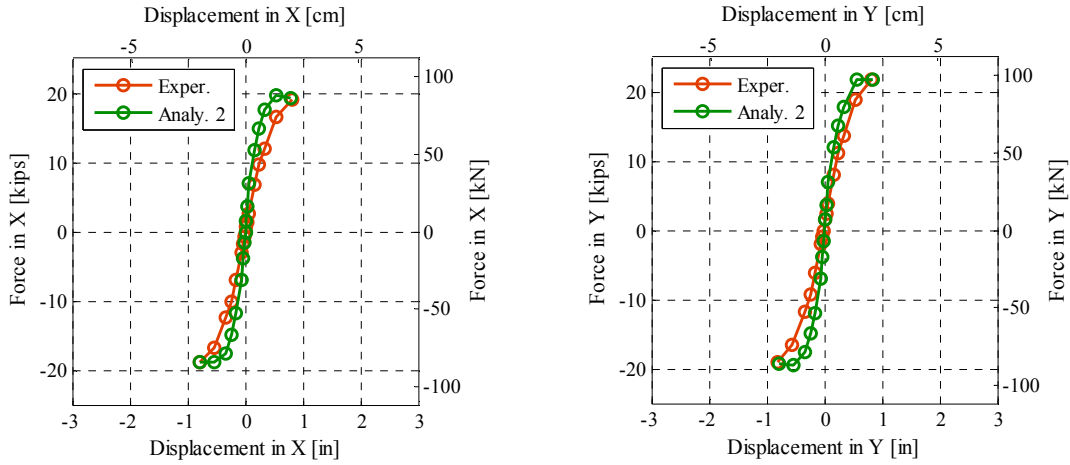 Displacement in X [cm]
-5 0 5
Exper.
Analy. 2
20
10
0
-10
-20
Force in X [kips]
100
50
0
-50
-100
Force in X [kN]
-3 -2 -1 0 1 2 3
Displacement in X [in]
Displacement in Y [cm]
-5 0 5
Exper.
Analy. 2
20
10
0
-10
-20
Force in Y [kips]
100
50
0
-50
-100
Force in Y [kN]
-3 -2 -1 0 1 2 3
Displacement in Y [in]